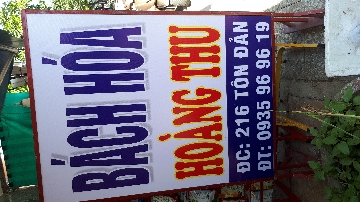 BÁCH HÓA
HOÀNG THU
ĐC: 216 TÔN ĐẢN
ĐT: 0935 96 96 19